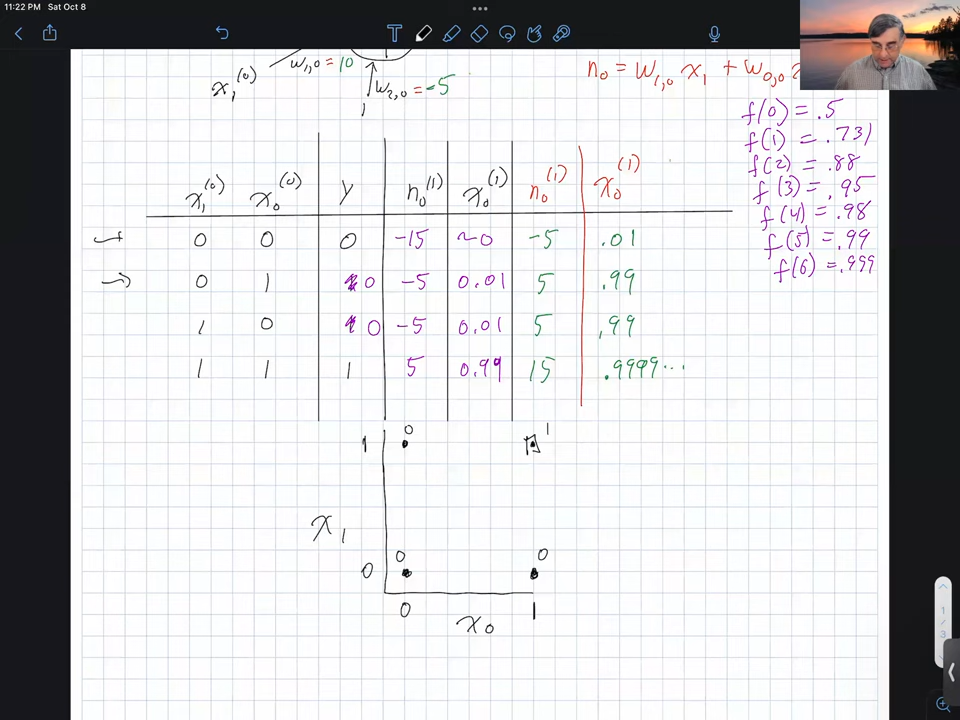 11:22 PM Sat Oct 8
w₁,₀ = 10
x₁⁽⁰⁾
w₂,₀ = -5
1
n₀ = w₁,₀ x₁ + w₀,₀
f(0) = .5
f(1) = .731
f(2) = .88
f(3) = .95
f(4) = .98
f(5) = .99
f(6) = .999
x₁⁽⁰⁾ x₀⁽⁰⁾ y n₀⁽¹⁾ x₀⁽¹⁾ n₀⁽¹⁾ x₀⁽¹⁾
→ 0 0 0 -15 ~0 -5 .01
→ 0 1 0 -5 0.01 5 .99
1 0 0 -5 0.01 5 .99
1 1 1 5 0.99 15 .9999...
1 0 1
x₁
0 0 0
0 1
x₀
1
/
3